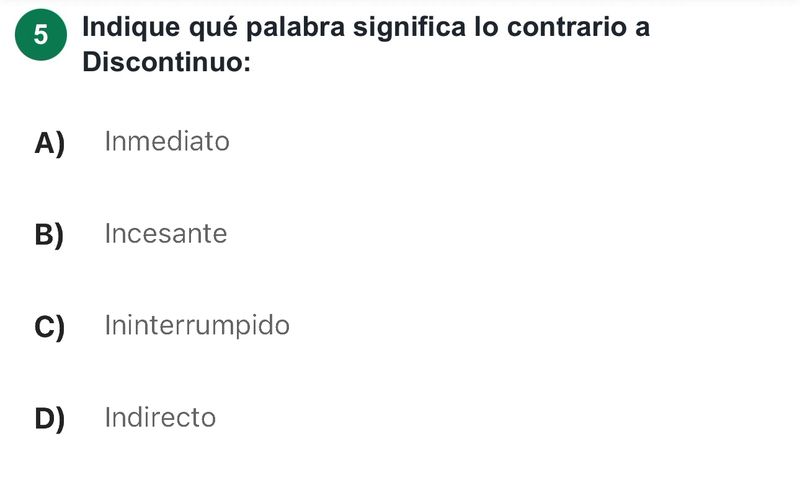 5 Indique qué palabra significa lo contrario a
Discontinuo:
A) Inmediato
B) Incesante
C) Ininterrumpido
D) Indirecto